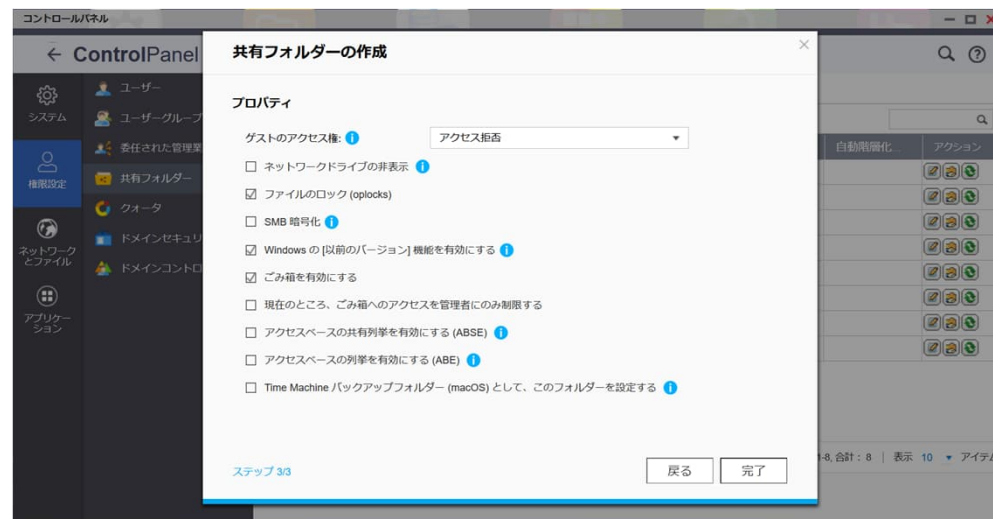 コントロールパネル
ControlPanel
システム
権限設定
ネットワーク
とファイル
アプリケー
ション
ユーザー
ユーザーグループ
委任された管理業
共有フォルダー
クォータ
ドメインセキュリ
ドメインコントロ
共有フォルダーの作成
プロパティ
ゲストのアクセス権:
アクセス拒否
ネットワークドライブの非表示
ファイルのロック (oplocks)
SMB 暗号化
Windows の [以前のバージョン] 機能を有効にする
ごみ箱を有効にする
現在のところ、ごみ箱へのアクセスを管理者にのみ制限する
アクセスベースの共有列挙を有効にする (ABSE)
アクセスベースの列挙を有効にする (ABE)
Time Machine バックアップフォルダー (macOS) として、このフォルダーを設定する
ステップ 3/3
戻る
完了
自動階層化...
アクション
1-8, 合計: 8 | 表示 10 アイテム